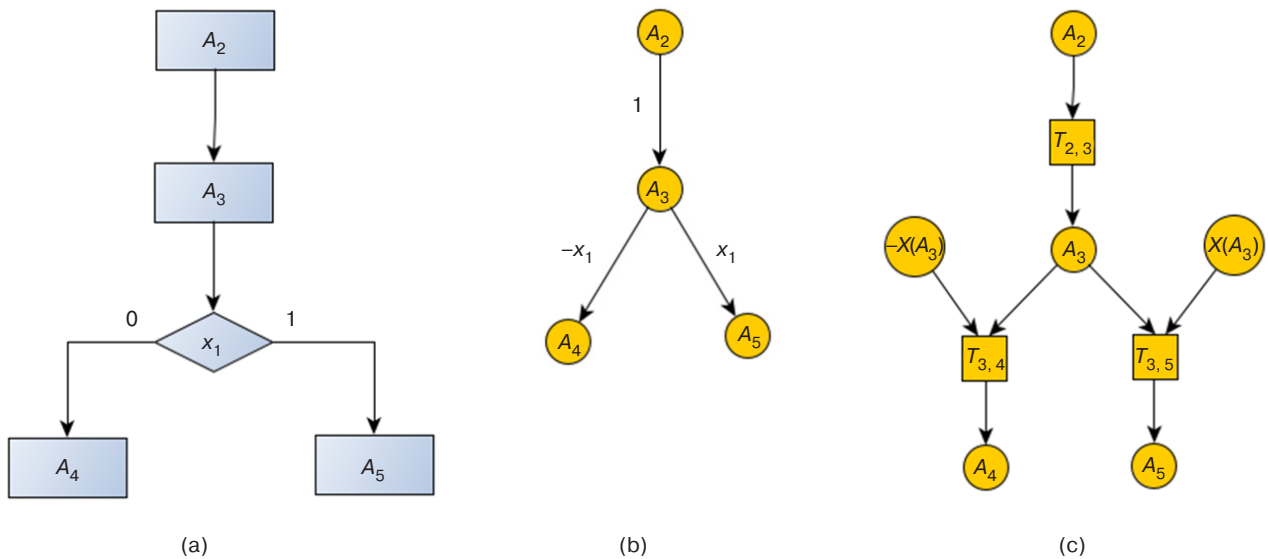 A2
A3
0
1
x1
A4
A5
(a)
A2
1
A3
−x1
x1
A4
A5
(b)
A2
T2, 3
−X(A3)
A3
X(A3)
T3, 4
T3, 5
A4
A5
(c)